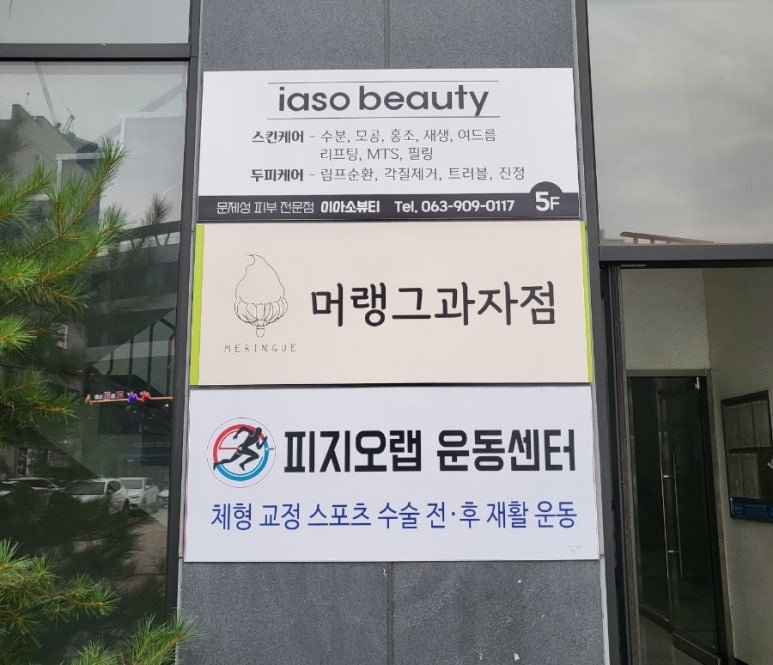 iaso beauty
스킨케어 - 수분, 모공, 홍조, 재생, 여드름
리프팅, MTS, 필링
두피케어 - 림프순환, 각질제거, 트러블, 진정
문제성 피부 전문점 이아소뷰티 Tel. 063-909-0117 5F
머랭그과자점
MERINGUE
피지오랩 운동센터
체형 교정 스포츠 수술 전·후 재활 운동